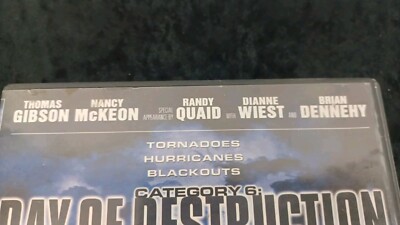 THOMAS GIBSON NANCY McKEON SPECIAL APPEARANCE BY RANDY QUAID WITH DIANNE WIEST AND BRIAN DENNEHY
TORNADOES
HURRICANES
BLACKOUTS
CATEGORY 6:
DAY OF DESTRUCTION